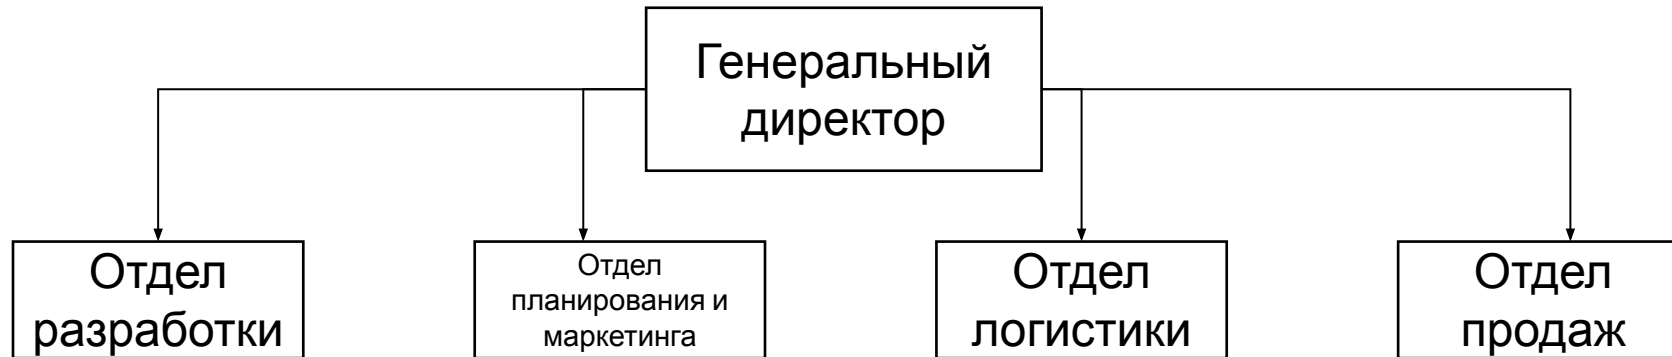 Генеральный
директор
Отдел
разработки
Отдел
планирования и
маркетинга
Отдел
логистики
Отдел
продаж